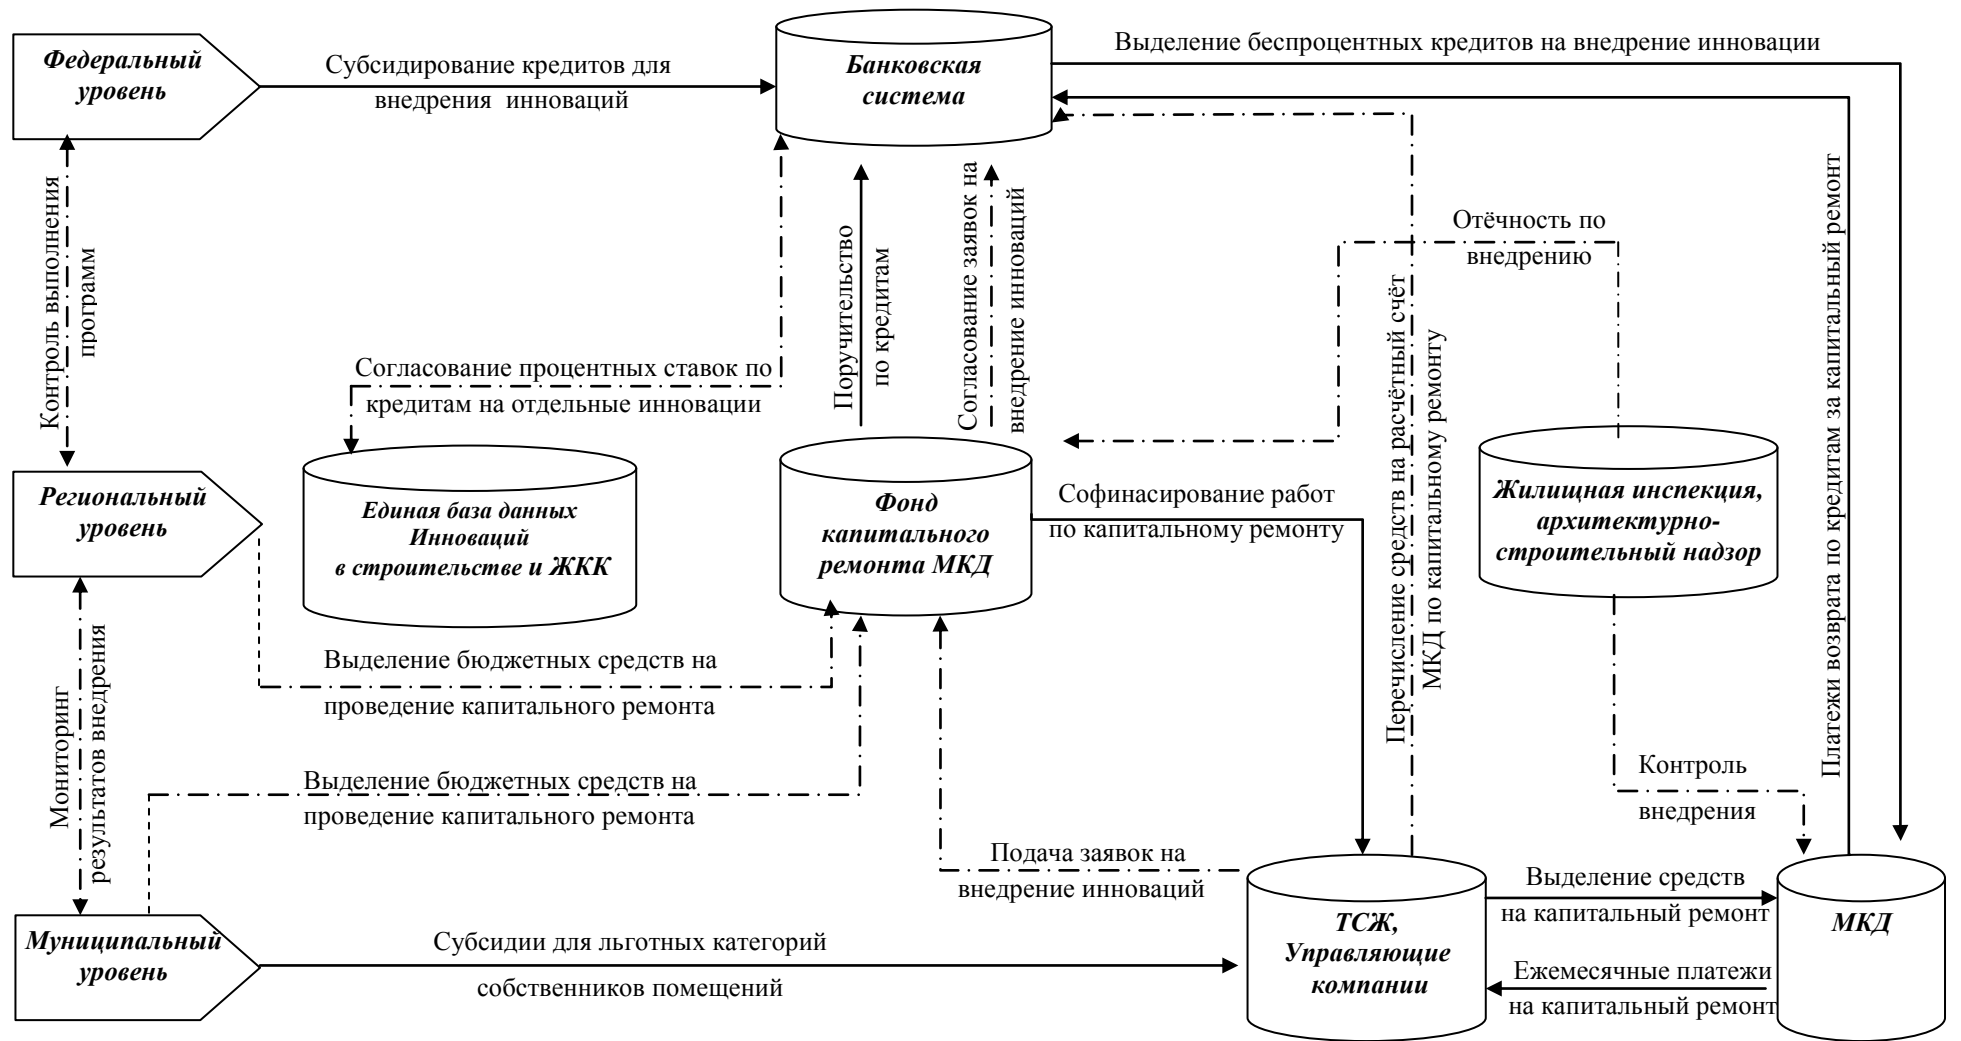 Федеральный
уровень
Субсидирование кредитов для
внедрения инноваций
Банковская
система
Выделение беспроцентных кредитов на внедрение инновации
Контроль выполнения
программ
Согласование процентных ставок по
кредитам на отдельные инновации
Поручительство
по кредитам
Согласование заявок на
внедрение инноваций
Отёчность по
внедрению
Перечисление средств на расчётный счёт
МКД по капитальному ремонту
Платежи возврата по кредитам за капитальный ремонт
Региональный
уровень
Единая база данных
Инноваций
в строительстве и ЖКК
Фонд
капитального
ремонта МКД
Софинасирование работ
по капитальному ремонту
Жилищная инспекция,
архитектурно-
строительный надзор
Мониторинг
результатов внедрения
Выделение бюджетных средств на
проведение капитального ремонта
Выделение бюджетных средств на
проведение капитального ремонта
Контроль
внедрения
Подача заявок на
внедрение инноваций
Муниципальный
уровень
Субсидии для льготных категорий
собственников помещений
ТСЖ,
Управляющие
компании
Выделение средств
на капитальный ремонт
Ежемесячные платежи
на капитальный ремонт
МКД